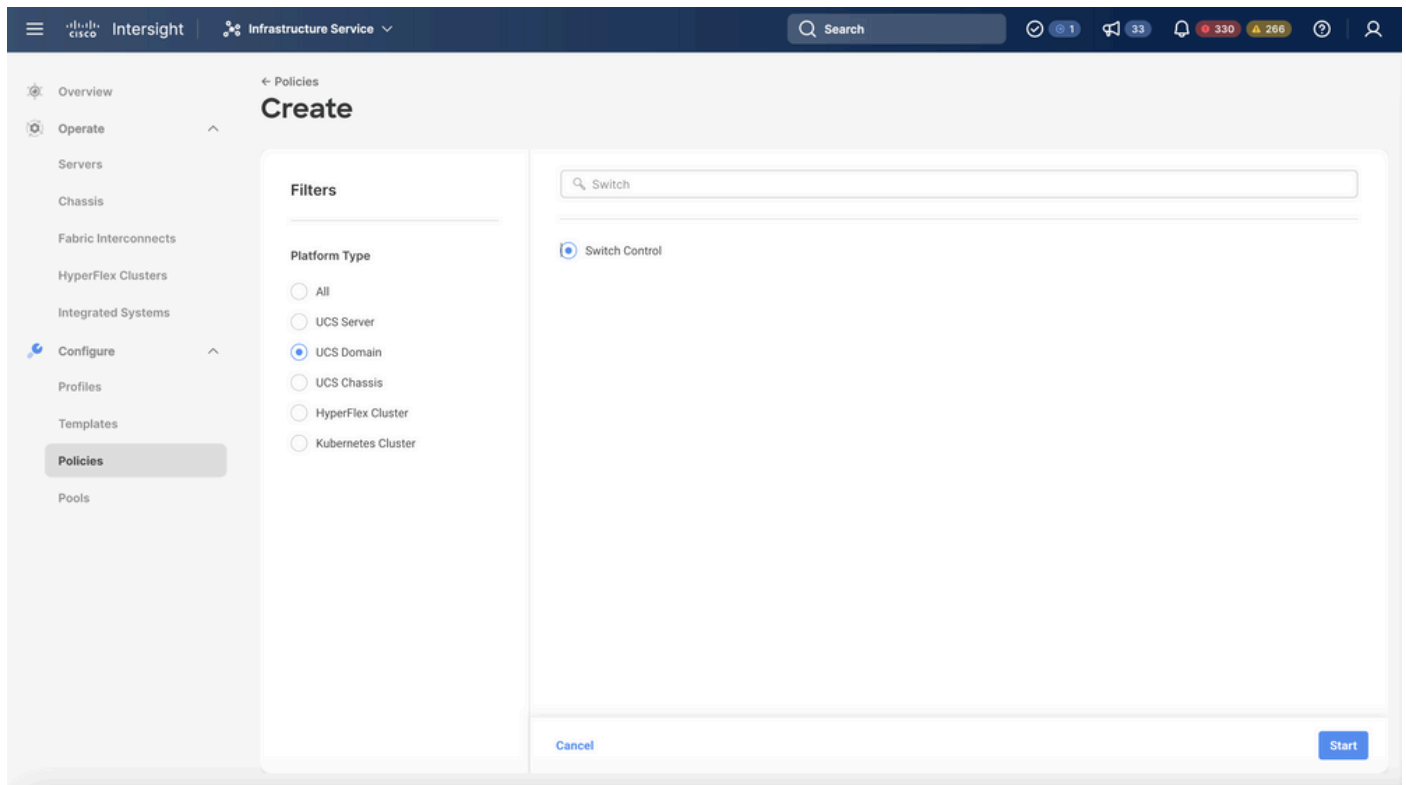 cisco Intersight Infrastructure Service Search 1 33 330 266
Overview
Operate
Servers
Chassis
Fabric Interconnects
HyperFlex Clusters
Integrated Systems
Configure
Profiles
Templates
Policies
Pools
← Policies
Create
Filters
Platform Type
All
UCS Server
UCS Domain
UCS Chassis
HyperFlex Cluster
Kubernetes Cluster
Switch
Switch Control
Cancel
Start